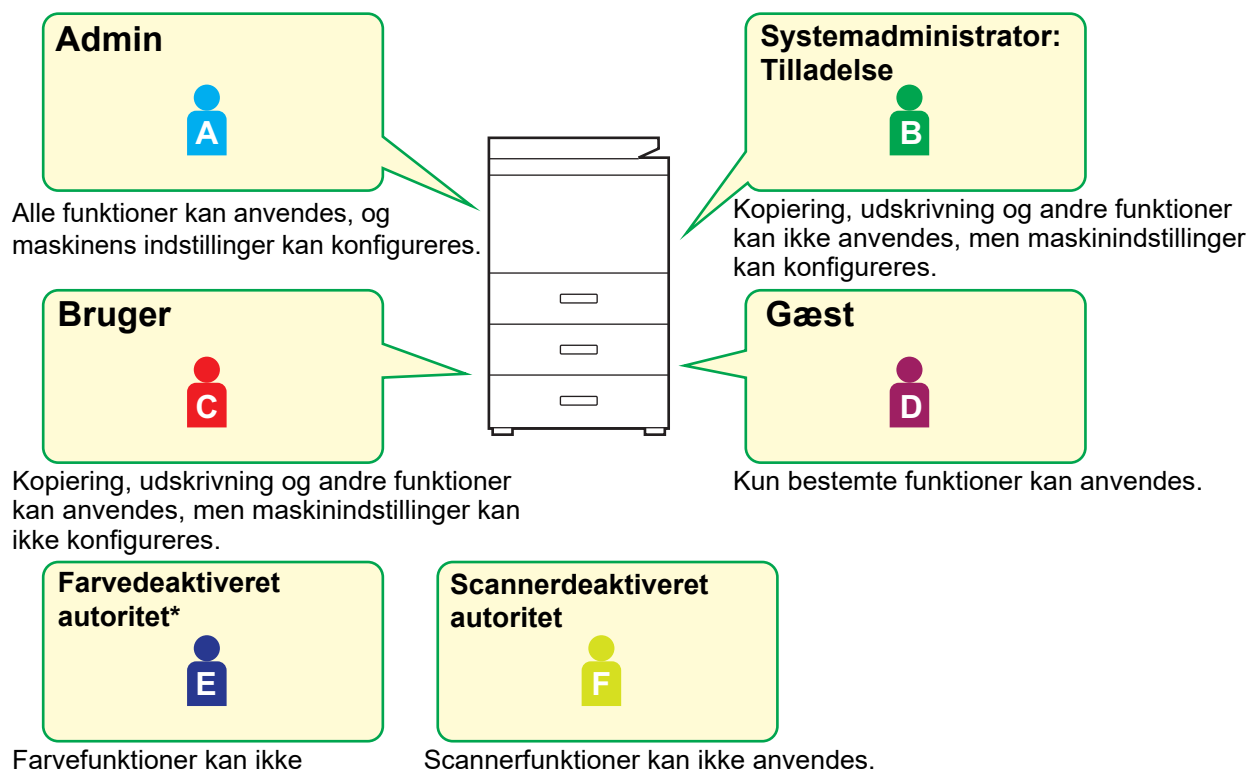 Admin
A
Alle funktioner kan anvendes, og
maskinens indstillinger kan konfigureres.
Systemadministrator:
Tilladelse
B
Kopiering, udskrivning og andre funktioner
kan ikke anvendes, men maskinindstillinger
kan konfigureres.
Bruger
C
Kopiering, udskrivning og andre funktioner
kan anvendes, men maskinindstillinger kan
ikke konfigureres.
Gæst
D
Kun bestemte funktioner kan anvendes.
Farvedeaktiveret
autoritet*
E
Farvefunktioner kan ikke
Scannerdeaktiveret
autoritet
F
Scannerfunktioner kan ikke anvendes.